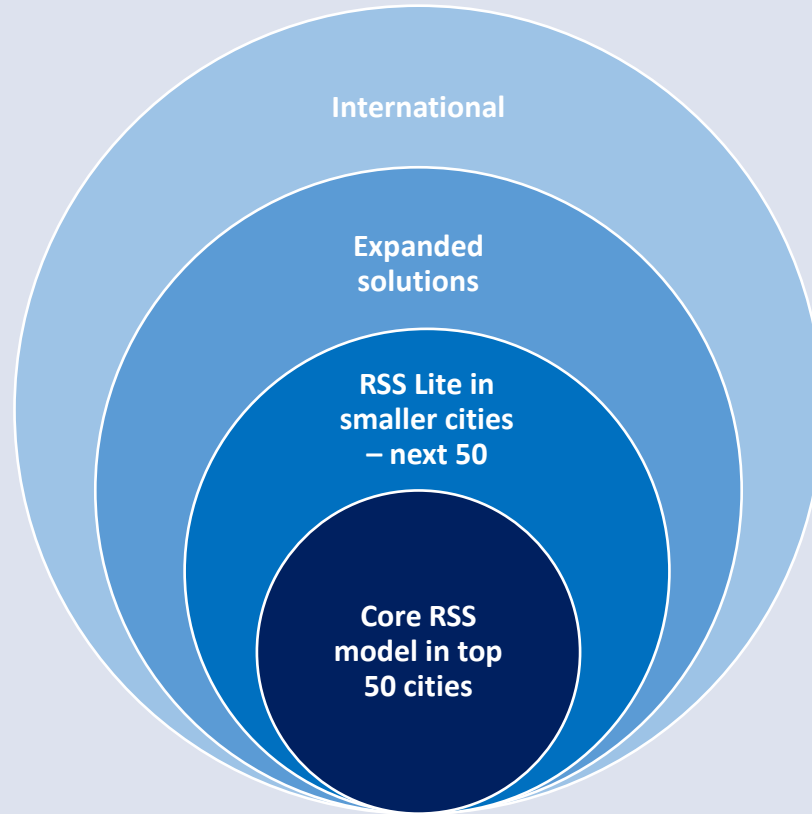 International
Expanded
solutions
RSS Lite in
smaller cities
– next 50
Core RSS
model in top
50 cities